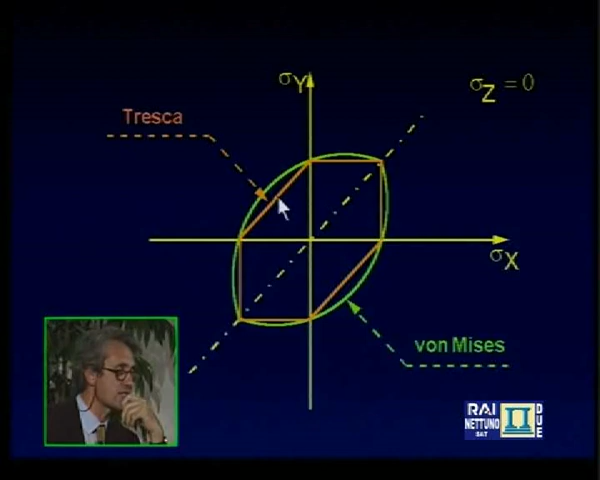 σY
σZ = 0
Tresca
σX
von Mises
RAI
NETTUNO
SAT
DUE